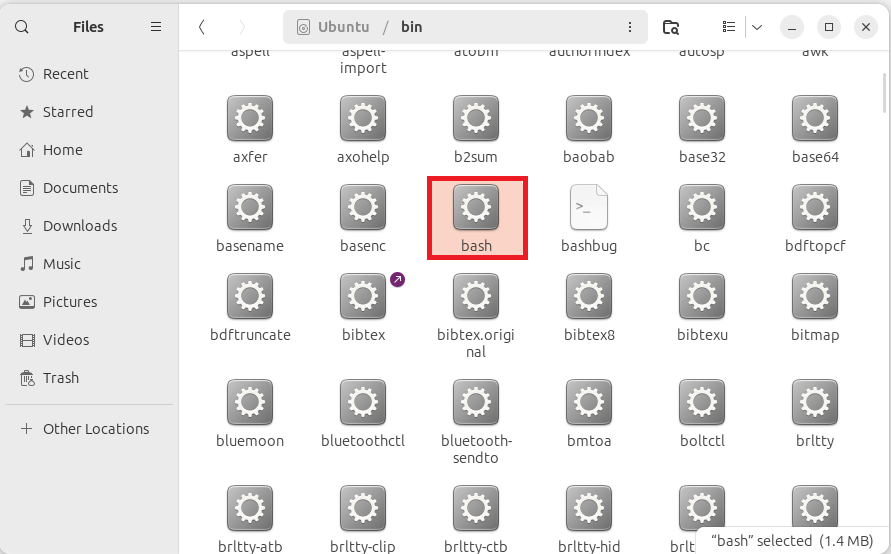 Files
Ubuntu / bin
Recent
Starred
Home
Documents
Downloads
Music
Pictures
Videos
Trash
Other Locations
aspell aspell- atobm authorindex autosp awk
import
axfer axohelp b2sum baobab base32 base64
basename basenc bash bashbug bc bdftopcf
bdftruncate bibtex bibtex.origi bibtex8 bibtexu bitmap
nal
bluemoon bluetoothctl bluetooth- bmtoa boltctl brltty
sendto
brltty-atb brltty-clip brltty-ctb brltty-hid
“bash” selected (1.4 MB)